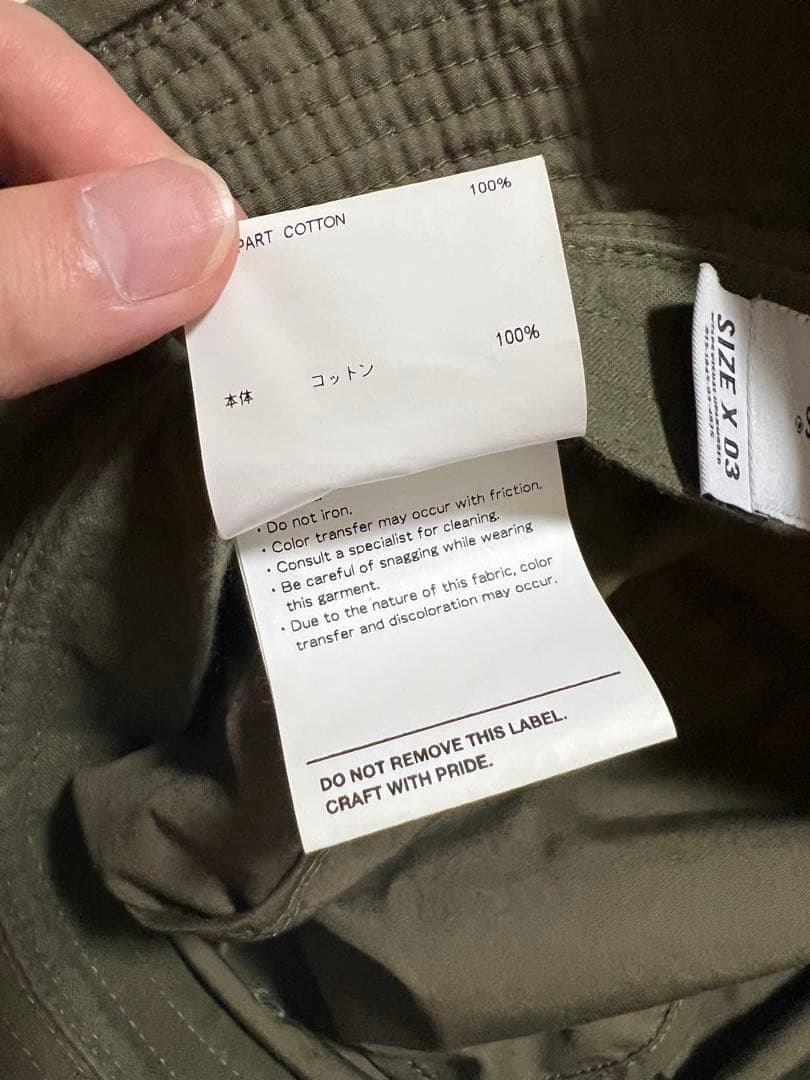 PART COTTON 100%
本体 コットン 100%
・Do not iron.
・Color transfer may occur with friction.
・Consult a specialist for cleaning.
・Be careful of snagging while wearing
this garment.
・Due to the nature of this fabric, color
transfer and discoloration may occur.
DO NOT REMOVE THIS LABEL.
CRAFT WITH PRIDE.
SIZE X 03